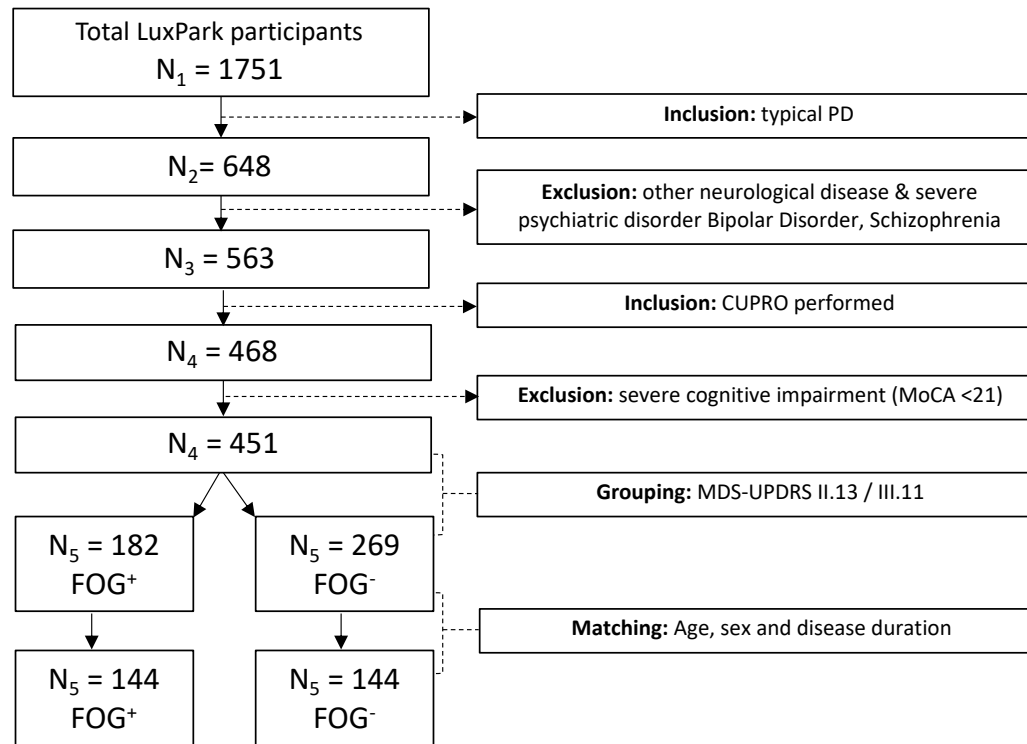 Total LuxPark participants
N₁ = 1751
Inclusion: typical PD
N₂= 648
Exclusion: other neurological disease & severe
psychiatric disorder Bipolar Disorder, Schizophrenia
N₃ = 563
Inclusion: CUPRO performed
N₄ = 468
Exclusion: severe cognitive impairment (MoCA <21)
N₄ = 451
Grouping: MDS-UPDRS II.13 / III.11
N₅ = 182
FOG⁺
N₅ = 269
FOG⁻
Matching: Age, sex and disease duration
N₅ = 144
FOG⁺
N₅ = 144
FOG⁻